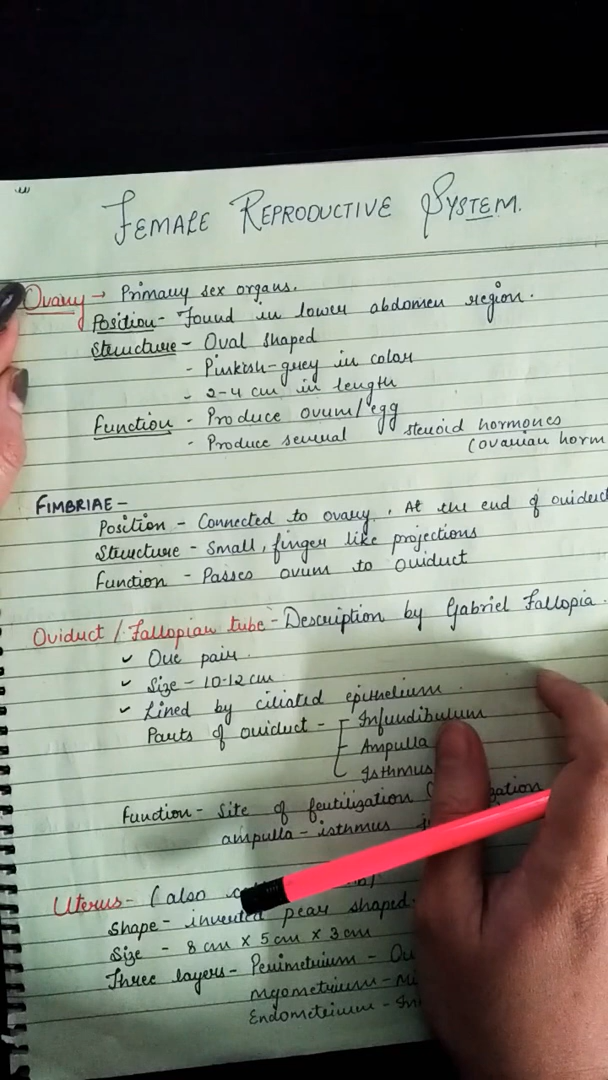 FEMALE REPRODUCTIVE SYSTEM.
Ovary → Primary sex organs.
Position - Found in lower abdomen region.
Structure - Oval shaped
- Pinkish-grey in color
- 2-4 cm in length
Function - Produce ovum/egg
- Produce several steroid hormones
(ovarian horm
FIMBRIAE -
Position - Connected to ovary, At the end of oviduct
Structure - Small, finger like projections
Function - Passes ovum to oviduct
Oviduct / Fallopian tube - Description by Gabriel Fallopia.
✓ One pair
✓ Size - 10-12 cm
✓ Lined by ciliated epithelium
Parts of oviduct - Infundibulum
Ampulla
Isthmus
Function - Site of fertilization
ampulla - isthmus
Uterus - (also
Shape - inverted pear shaped.
Size - 8 cm x 5 cm x 3 cm
Three layers - Perimetrium - Ou
Myometrium - Mi
Endometrium - In